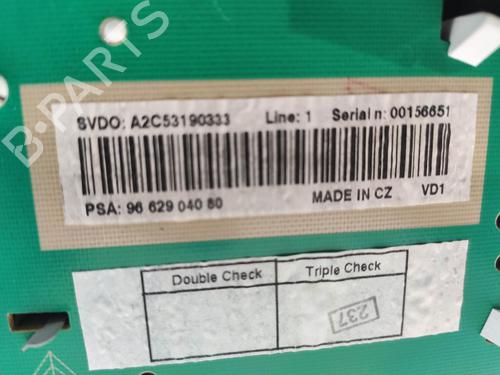 B-PARTS
SVDO: A2C53190333 Line: 1 Serial n: 00156651
PSA: 96 629 040 80 MADE IN CZ VD1
Double Check Triple Check
237